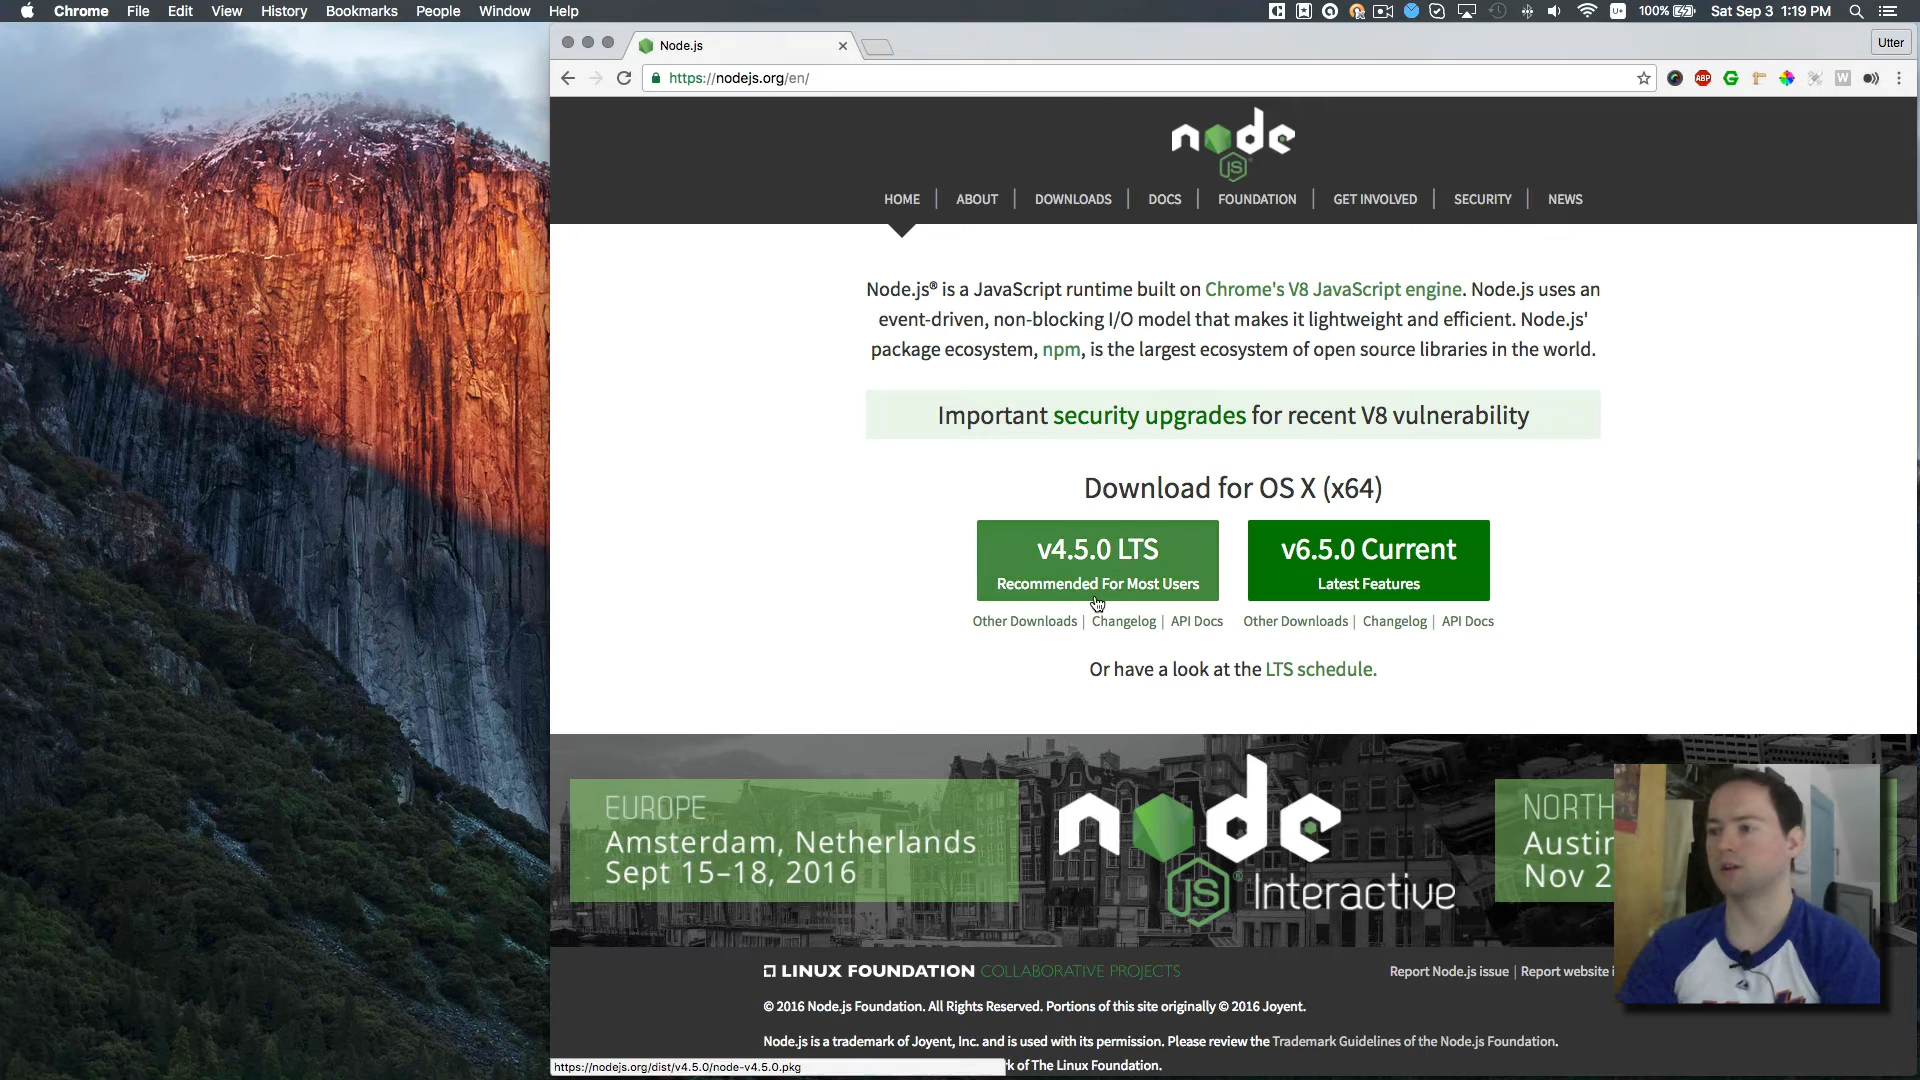 Chrome File Edit View History Bookmarks People Window Help
100% Sat Sep 3 1:19 PM
Node.js
Utter
https://nodejs.org/en/
ABP
W
node
JS
HOME | ABOUT | DOWNLOADS | DOCS | FOUNDATION | GET INVOLVED | SECURITY | NEWS
Node.js® is a JavaScript runtime built on Chrome's V8 JavaScript engine. Node.js uses an
event-driven, non-blocking I/O model that makes it lightweight and efficient. Node.js'
package ecosystem, npm, is the largest ecosystem of open source libraries in the world.
Important security upgrades for recent V8 vulnerability
Download for OS X (x64)
v4.5.0 LTS
Recommended For Most Users
v6.5.0 Current
Latest Features
Other Downloads | Changelog | API Docs
Other Downloads | Changelog | API Docs
Or have a look at the LTS schedule.
EUROPE
Amsterdam, Netherlands
Sept 15–18, 2016
node
JS® Interactive
NORTH
Austin
Nov 2
LINUX FOUNDATION COLLABORATIVE PROJECTS
Report Node.js issue | Report website i
© 2016 Node.js Foundation. All Rights Reserved. Portions of this site originally © 2016 Joyent.
Node.js is a trademark of Joyent, Inc. and is used with its permission. Please review the Trademark Guidelines of the Node.js Foundation.
k of The Linux Foundation.
https://nodejs.org/dist/v4.5.0/node-v4.5.0.pkg